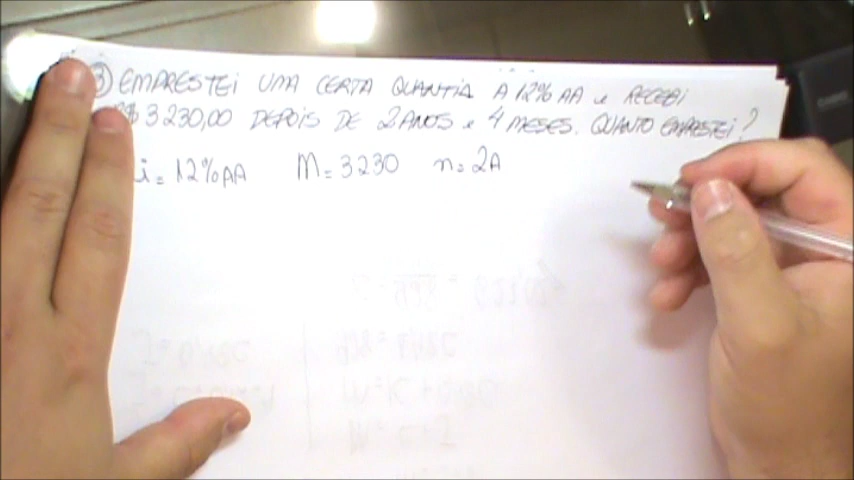 3) EMPRESTEI UMA CERTA QUANTIA A 12% AA e RECEBI
R$ 3 230,00 DEPOIS DE 2 ANOS e 4 MESES. QUANTO EMPRESTEI?
i = 12% AA M = 3230 n = 2A